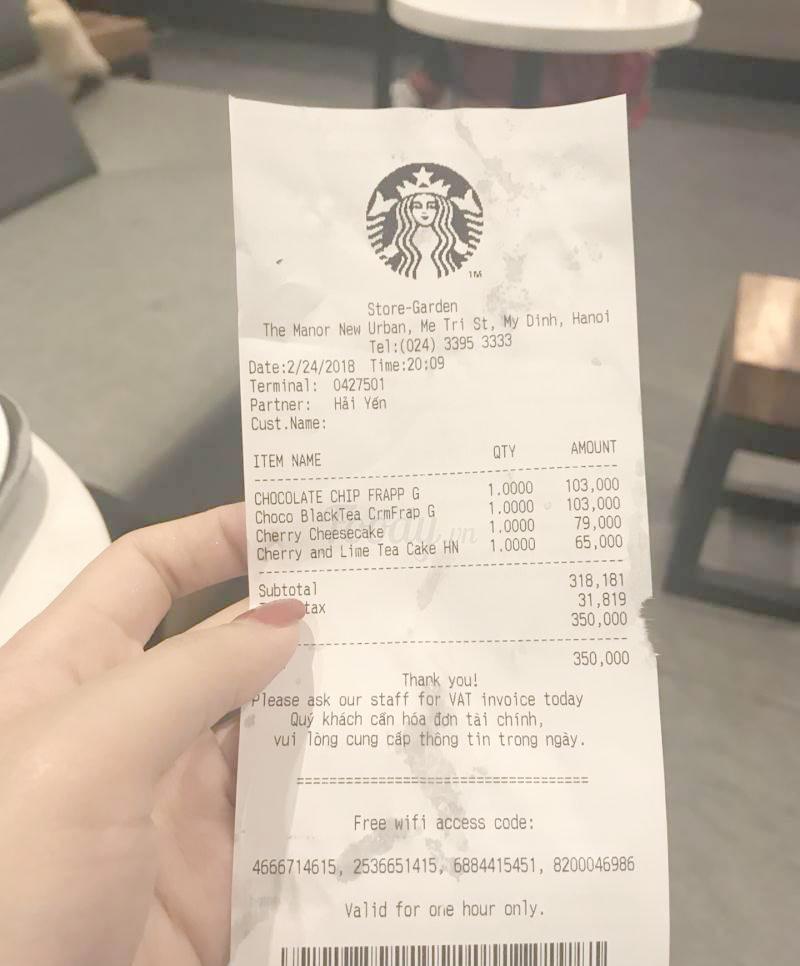 TM
Store-Garden
The Manor New Urban, Me Tri St, My Dinh, Hanoi
Tel:(024) 3395 3333
Date:2/24/2018 Time:20:09
Terminal: 0427501
Partner: Hải Yến
Cust.Name:
ITEM NAME QTY AMOUNT
CHOCOLATE CHIP FRAPP G 1.0000 103,000
Choco BlackTea CrmFrap G 1.0000 103,000
Cherry Cheesecake 1.0000 79,000
Cherry and Lime Tea Cake HN 1.0000 65,000
Subtotal 318,181
tax 31,819
350,000
350,000
Thank you!
Please ask our staff for VAT invoice today
Quý khách cần hóa đơn tài chính,
vui lòng cung cấp thông tin trong ngày.
Free wifi access code:
4666714615, 2536651415, 6884415451, 8200046986
Valid for one hour only.